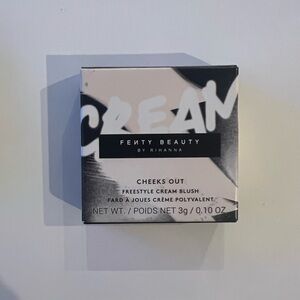 CREAM
FENTY BEAUTY
BY RIHANNA
CHEEKS OUT
FREESTYLE CREAM BLUSH
FARD À JOUES CRÈME POLYVALENT
NET WT. / POIDS NET 3g / 0.10 OZ.